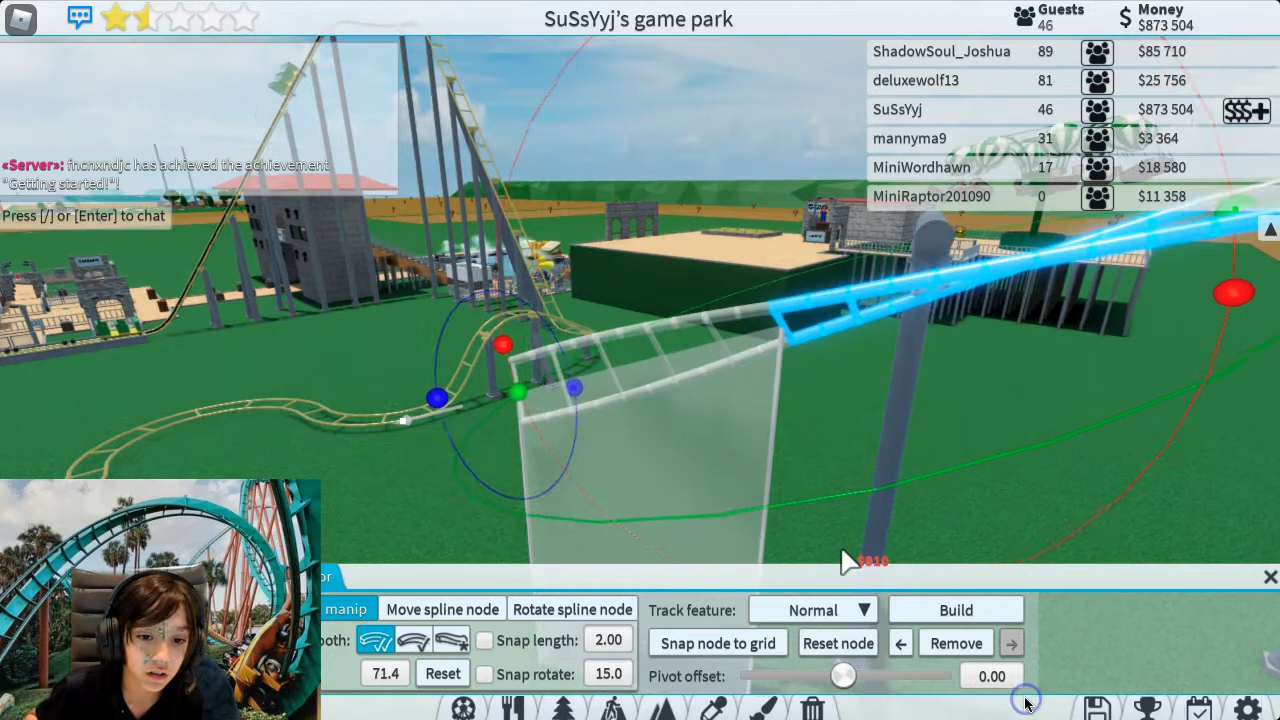 SuSsYyj's game park
Guests
46
$ Money
$873 504
ShadowSoul_Joshua 89 $85 710
deluxewolf13 81 $25 756
SuSsYyj 46 $873 504 $$$+
mannyma9 31 $3 364
MiniWordhawn 17 $18 580
MiniRaptor201090 0 $11 358
«Server»: fncnxndjc has achieved the achievement
"Getting started!"!
Press [/] or [Enter] to chat
$810
or
manip Move spline node Rotate spline node Track feature: Normal Build
oth: Snap length: 2.00 Snap node to grid Reset node Remove
71.4 Reset Snap rotate: 15.0 Pivot offset: 0.00